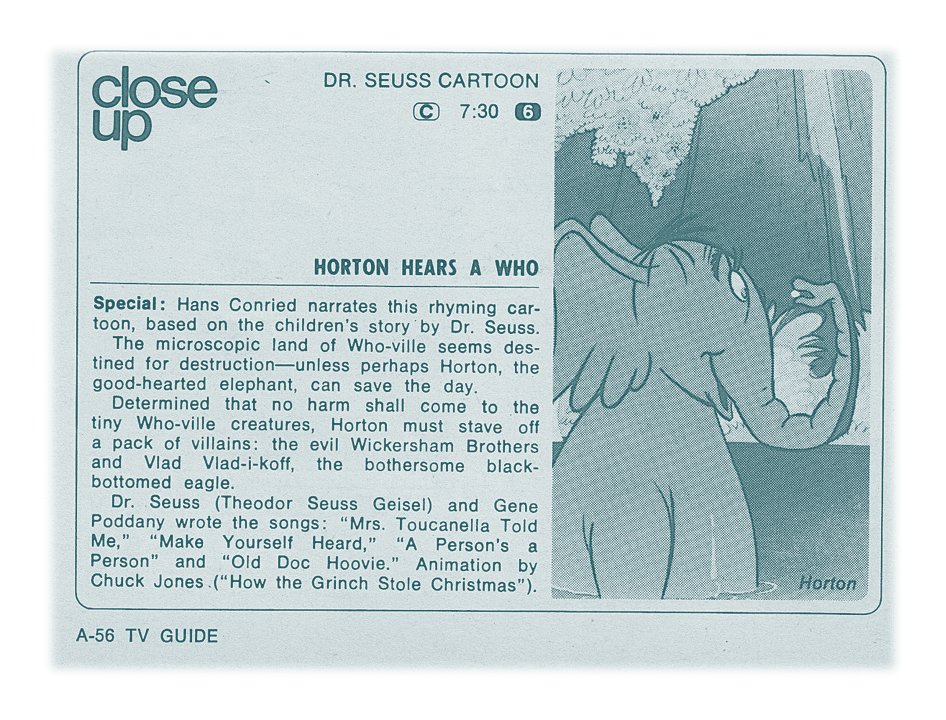 close
up
DR. SEUSS CARTOON
C 7:30 6
HORTON HEARS A WHO
Special: Hans Conried narrates this rhyming car-
toon, based on the children's story by Dr. Seuss.
The microscopic land of Who-ville seems des-
tined for destruction—unless perhaps Horton, the
good-hearted elephant, can save the day.
Determined that no harm shall come to the
tiny Who-ville creatures, Horton must stave off
a pack of villains: the evil Wickersham Brothers
and Vlad Vlad-i-koff, the bothersome black-
bottomed eagle.
Dr. Seuss (Theodor Seuss Geisel) and Gene
Poddany wrote the songs: “Mrs. Toucanella Told
Me,” “Make Yourself Heard,” “A Person's a
Person” and “Old Doc Hoovie.” Animation by
Chuck Jones (“How the Grinch Stole Christmas”).
Horton
A-56 TV GUIDE